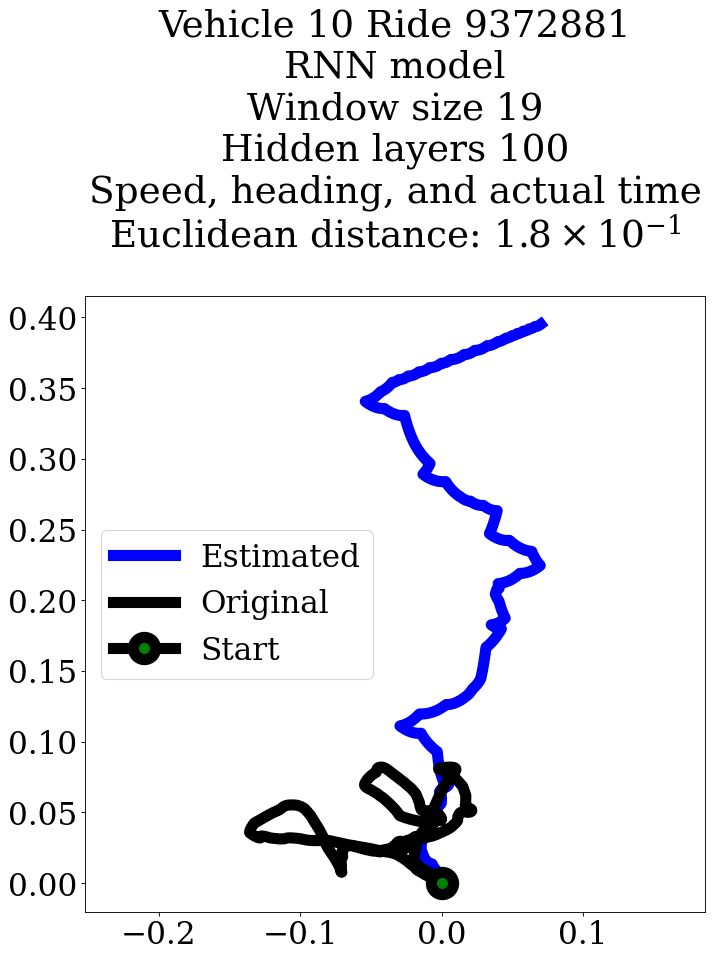 Vehicle 10 Ride 9372881
RNN model
Window size 19
Hidden layers 100
Speed, heading, and actual time
Euclidean distance: 1.8 × 10⁻¹
0.40
0.35
0.30
0.25
0.20
0.15
0.10
0.05
0.00
Estimated
Original
Start
−0.2 −0.1 0.0 0.1